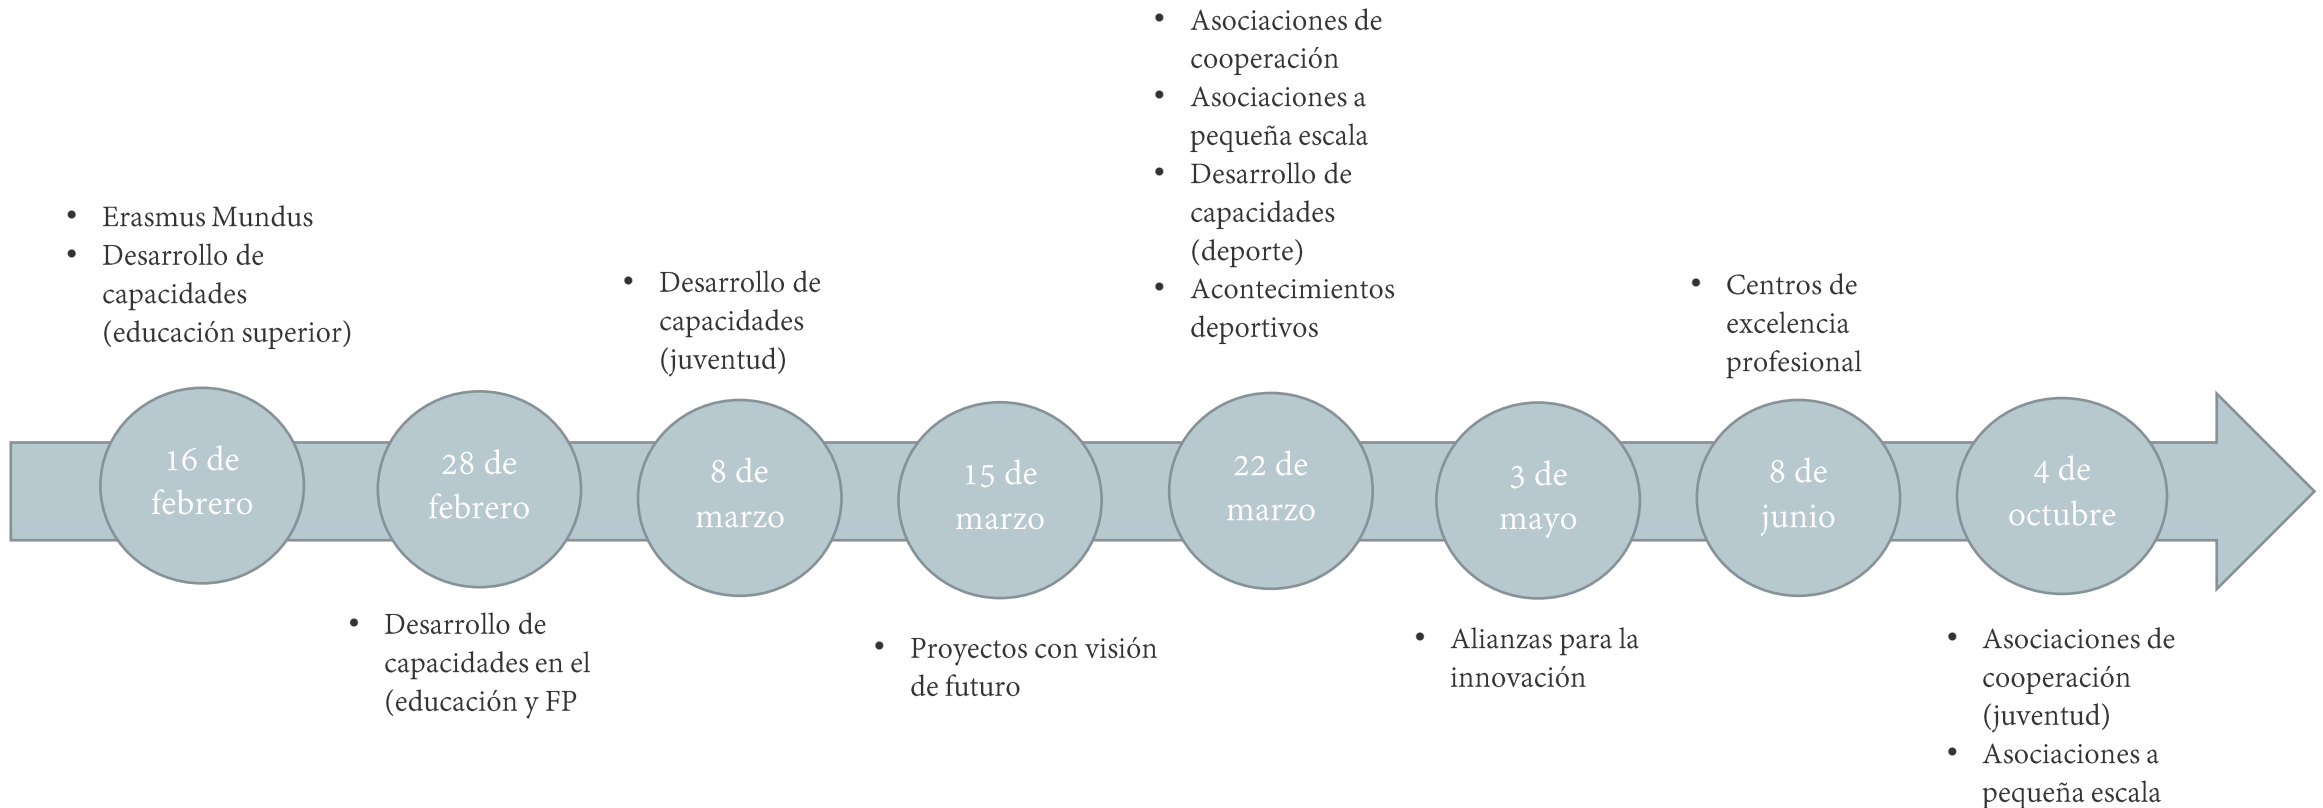 • Asociaciones de
cooperación
• Asociaciones a
pequeña escala
• Desarrollo de
capacidades
(deporte)
• Acontecimientos
deportivos
• Erasmus Mundus
• Desarrollo de
capacidades
(educación superior)
• Desarrollo de
capacidades
(juventud)
• Centros de
excelencia
profesional
16 de
febrero
28 de
febrero
8 de
marzo
15 de
marzo
22 de
marzo
3 de
mayo
8 de
junio
4 de
octubre
• Desarrollo de
capacidades en el
(educación y FP
• Proyectos con visión
de futuro
• Alianzas para la
innovación
• Asociaciones de
cooperación
(juventud)
• Asociaciones a
pequeña escala